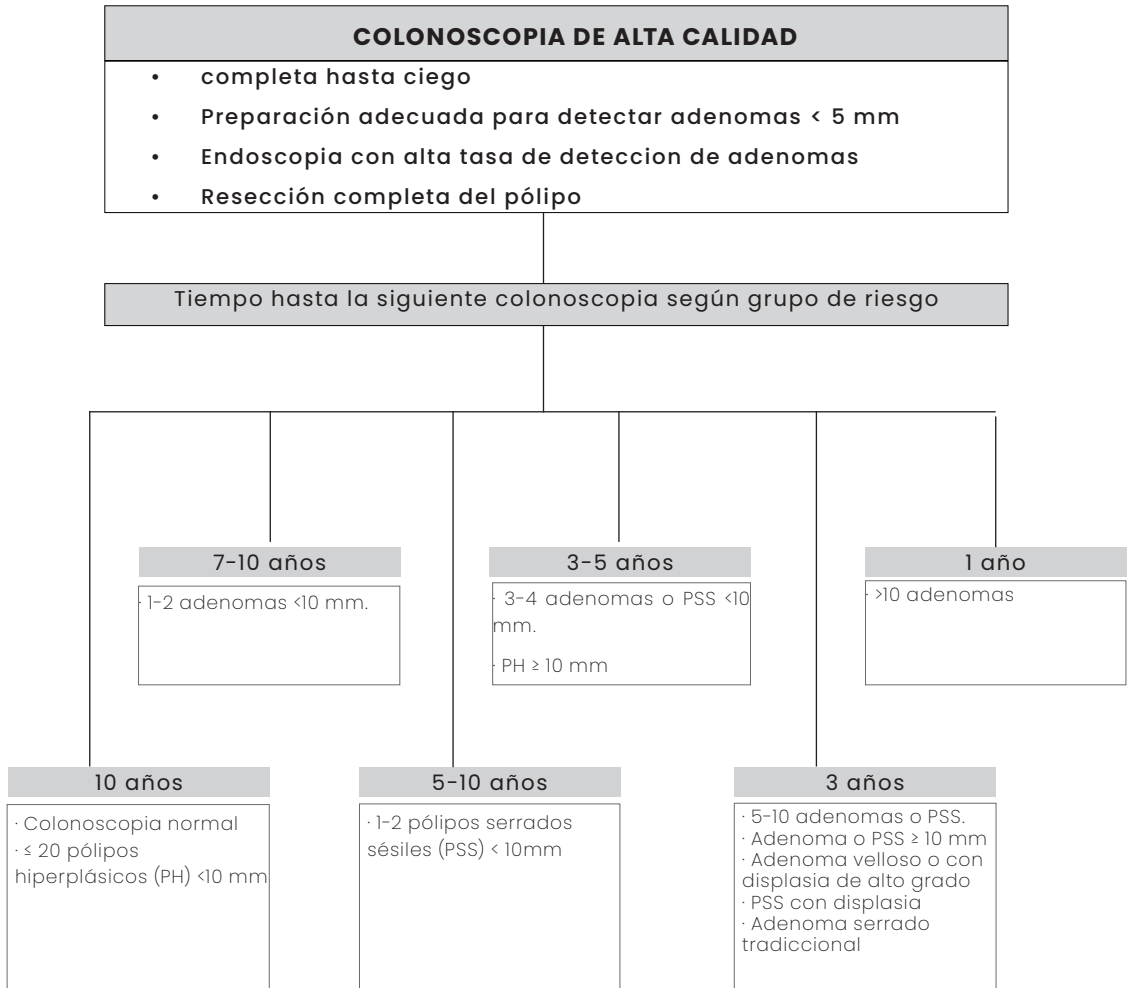 COLONOSCOPIA DE ALTA CALIDAD
• completa hasta ciego
• Preparación adecuada para detectar adenomas < 5 mm
• Endoscopia con alta tasa de deteccion de adenomas
• Resección completa del pólipo
Tiempo hasta la siguiente colonoscopia según grupo de riesgo
7-10 años
· 1-2 adenomas <10 mm.
3-5 años
· 3-4 adenomas o PSS <10
mm.
· PH ≥ 10 mm
1 año
· >10 adenomas
10 años
· Colonoscopia normal
· ≤ 20 pólipos
hiperplásicos (PH) <10 mm
5-10 años
· 1-2 pólipos serrados
sésiles (PSS) < 10mm
3 años
· 5-10 adenomas o PSS.
· Adenoma o PSS ≥ 10 mm
· Adenoma velloso o con
displasia de alto grado
· PSS con displasia
· Adenoma serrado
tradiccional